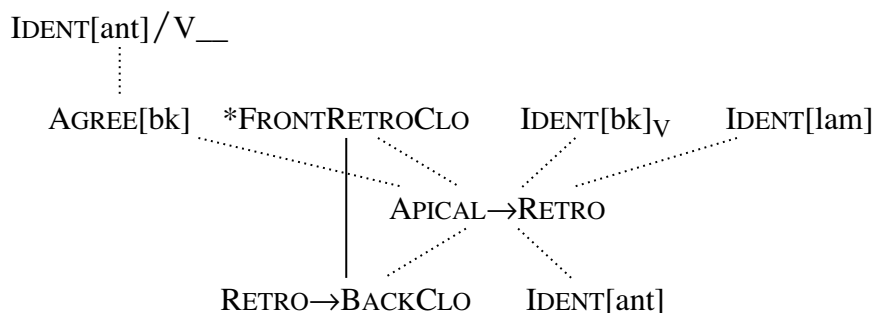 IDENT[ant]/V__
AGREE[bk] *FRONTRETROCLO IDENT[bk]V IDENT[lam]
APICAL→RETRO
RETRO→BACKCLO IDENT[ant]